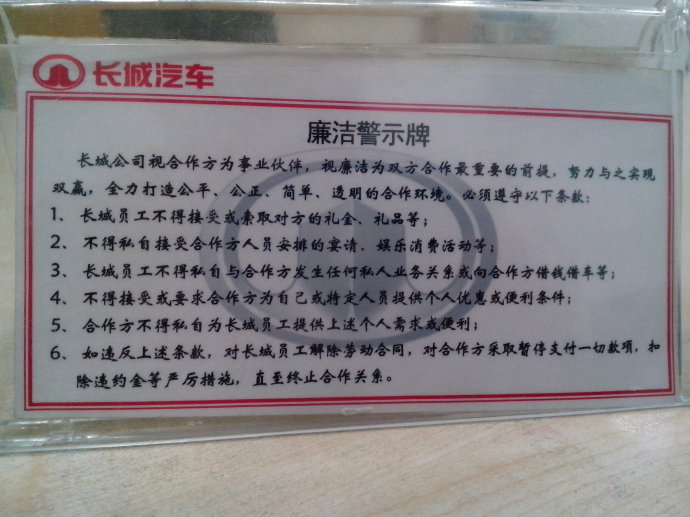 长城汽车
廉洁警示牌
长城公司视合作方为事业伙伴，视廉洁为双方合作最重要的前提，努力与之实现
双赢，全力打造公平、公正、简单、透明的合作环境。必须遵守以下条款：
1、长城员工不得接受或索取对方的礼金、礼品等；
2、不得私自接受合作方人员安排的宴请、娱乐消费活动等；
3、长城员工不得私自与合作方发生任何私人业务关系或向合作方借钱借车等；
4、不得接受或要求合作方为自己或特定人员提供个人优惠或便利条件；
5、合作方不得私自为长城员工提供上述个人需求或便利；
6、如违反上述条款，对长城员工解除劳动合同，对合作方采取暂停支付一切款项，扣
除违约金等严厉措施，直至终止合作关系。